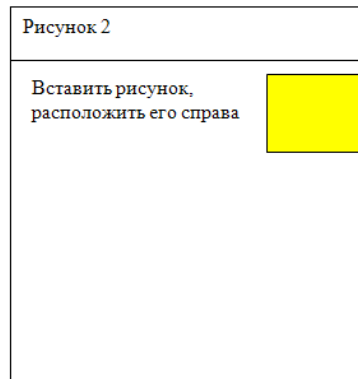 Рисунок 2
Вставить рисунок,
расположить его справа